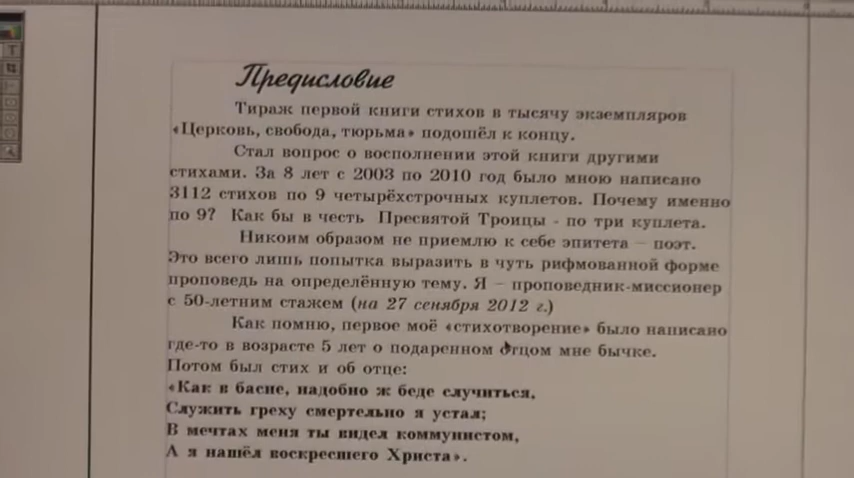 Предисловие
Тираж первой книги стихов в тысячу экземпляров
«Церковь, свобода, тюрьма» подошёл к концу.
Стал вопрос о восполнении этой книги другими
стихами. За 8 лет с 2003 по 2010 год было мною написано
3112 стихов по 9 четырёхстрочных куплетов. Почему именно
по 9? Как бы в честь Пресвятой Троицы - по три куплета.
Никоим образом не приемлю к себе эпитета – поэт.
Это всего лишь попытка выразить в чуть рифмованной форме
проповедь на определённую тему. Я – проповедник-миссионер
с 50-летним стажем (на 27 сенября 2012 г.)
Как помню, первое моё «стихотворение» было написано
где-то в возрасте 5 лет о подаренном отцом мне бычке.
Потом был стих и об отце:
«Как в басне, надобно ж беде случиться,
Служить греху смертельно я устал;
В мечтах меня ты видел коммунистом,
А я нашёл воскресшего Христа».